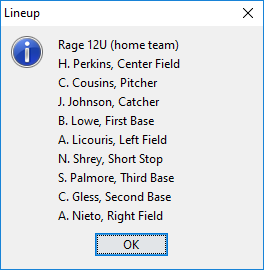 Lineup
Rage 12U (home team)
H. Perkins, Center Field
C. Cousins, Pitcher
J. Johnson, Catcher
B. Lowe, First Base
A. Licouris, Left Field
N. Shrey, Short Stop
S. Palmore, Third Base
C. Gless, Second Base
A. Nieto, Right Field
OK